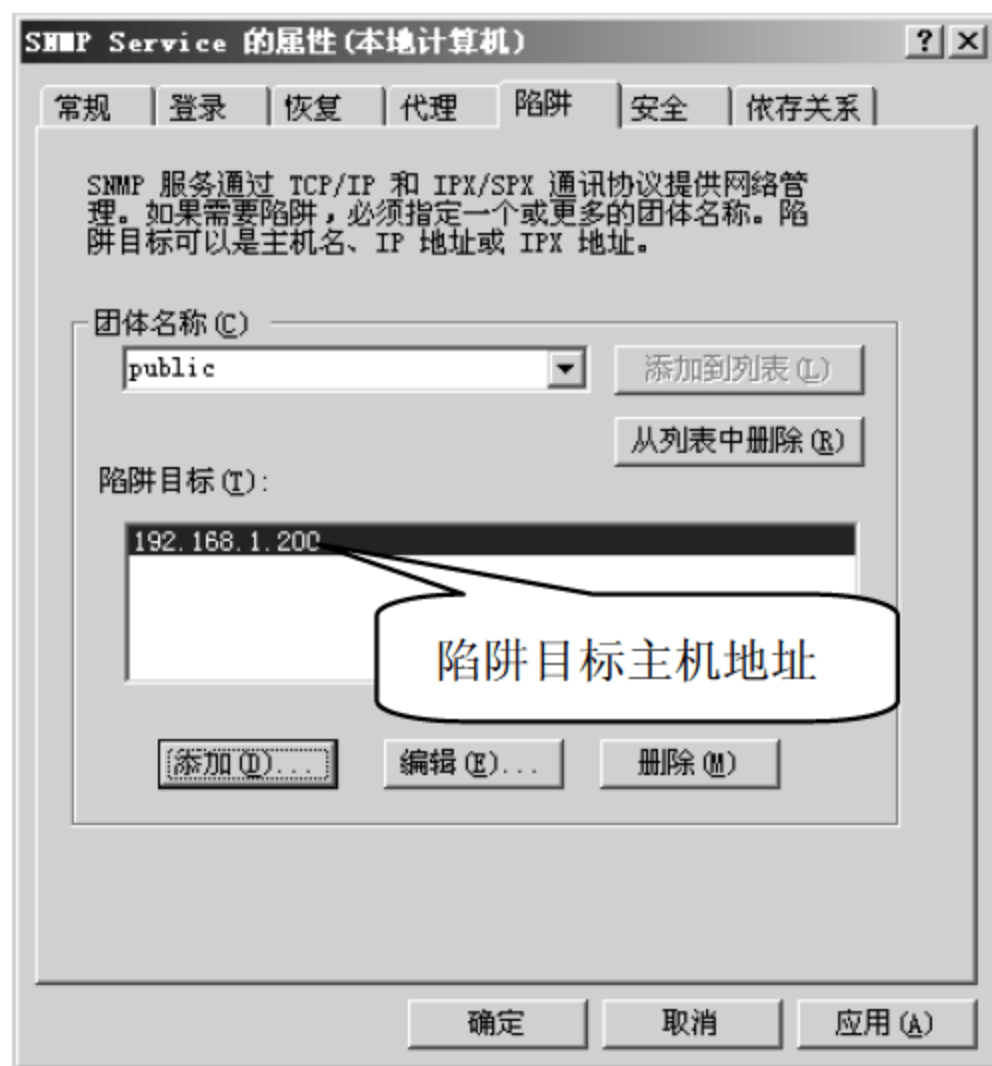 SNMP Service 的属性(本地计算机)
常规 登录 恢复 代理 陷阱 安全 依存关系
SNMP 服务通过 TCP/IP 和 IPX/SPX 通讯协议提供网络管
理。如果需要陷阱，必须指定一个或更多的团体名称。陷
阱目标可以是主机名、IP 地址或 IPX 地址。
团体名称(C)
public
添加到列表(L)
从列表中删除(R)
陷阱目标(T):
192.168.1.200
陷阱目标主机地址
添加(D)... 编辑(E)... 删除(M)
确定 取消 应用(A)